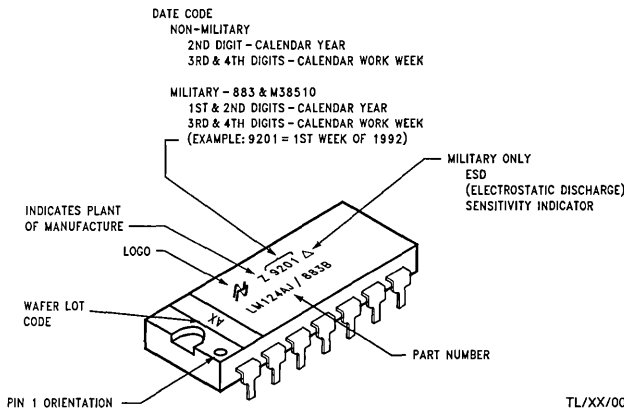 DATE CODE
NON-MILITARY
2ND DIGIT - CALENDAR YEAR
3RD & 4TH DIGITS - CALENDAR WORK WEEK
MILITARY - 883 & M38510
1ST & 2ND DIGITS - CALENDAR YEAR
3RD & 4TH DIGITS - CALENDAR WORK WEEK
(EXAMPLE: 9201 = 1ST WEEK OF 1992)
MILITARY ONLY
ESD
(ELECTROSTATIC DISCHARGE)
SENSITIVITY INDICATOR
INDICATES PLANT
OF MANUFACTURE
LOGO
Z 9201 Δ
LM124AJ / 883B
WAFER LOT
CODE
AX
PART NUMBER
PIN 1 ORIENTATION